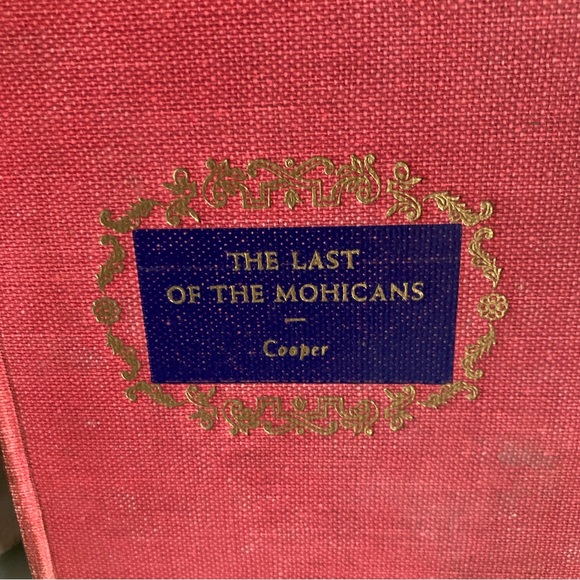 THE LAST
OF THE MOHICANS
Cooper